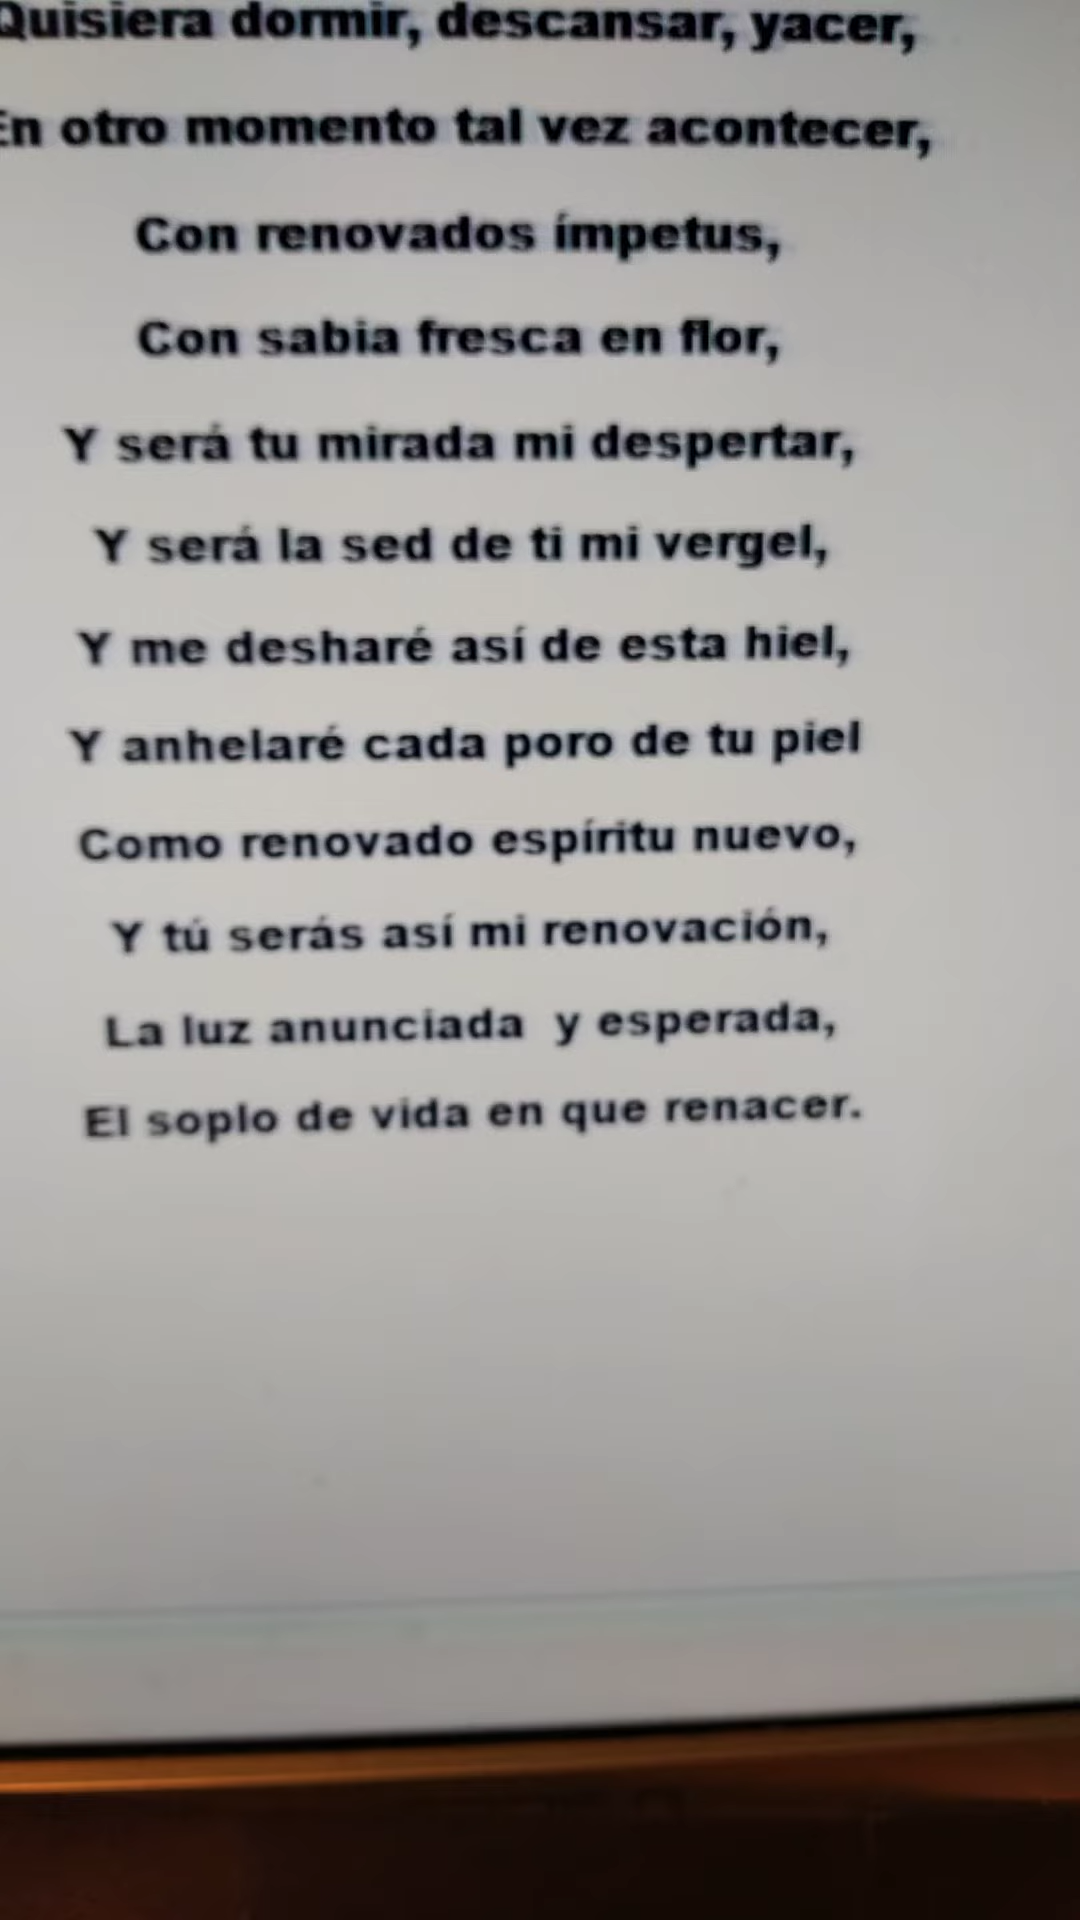 Quisiera dormir, descansar, yacer,
En otro momento tal vez acontecer,
Con renovados ímpetus,
Con sabia fresca en flor,
Y será tu mirada mi despertar,
Y será la sed de ti mi vergel,
Y me desharé así de esta hiel,
Y anhelaré cada poro de tu piel
Como renovado espíritu nuevo,
Y tú serás así mi renovación,
La luz anunciada y esperada,
El soplo de vida en que renacer.